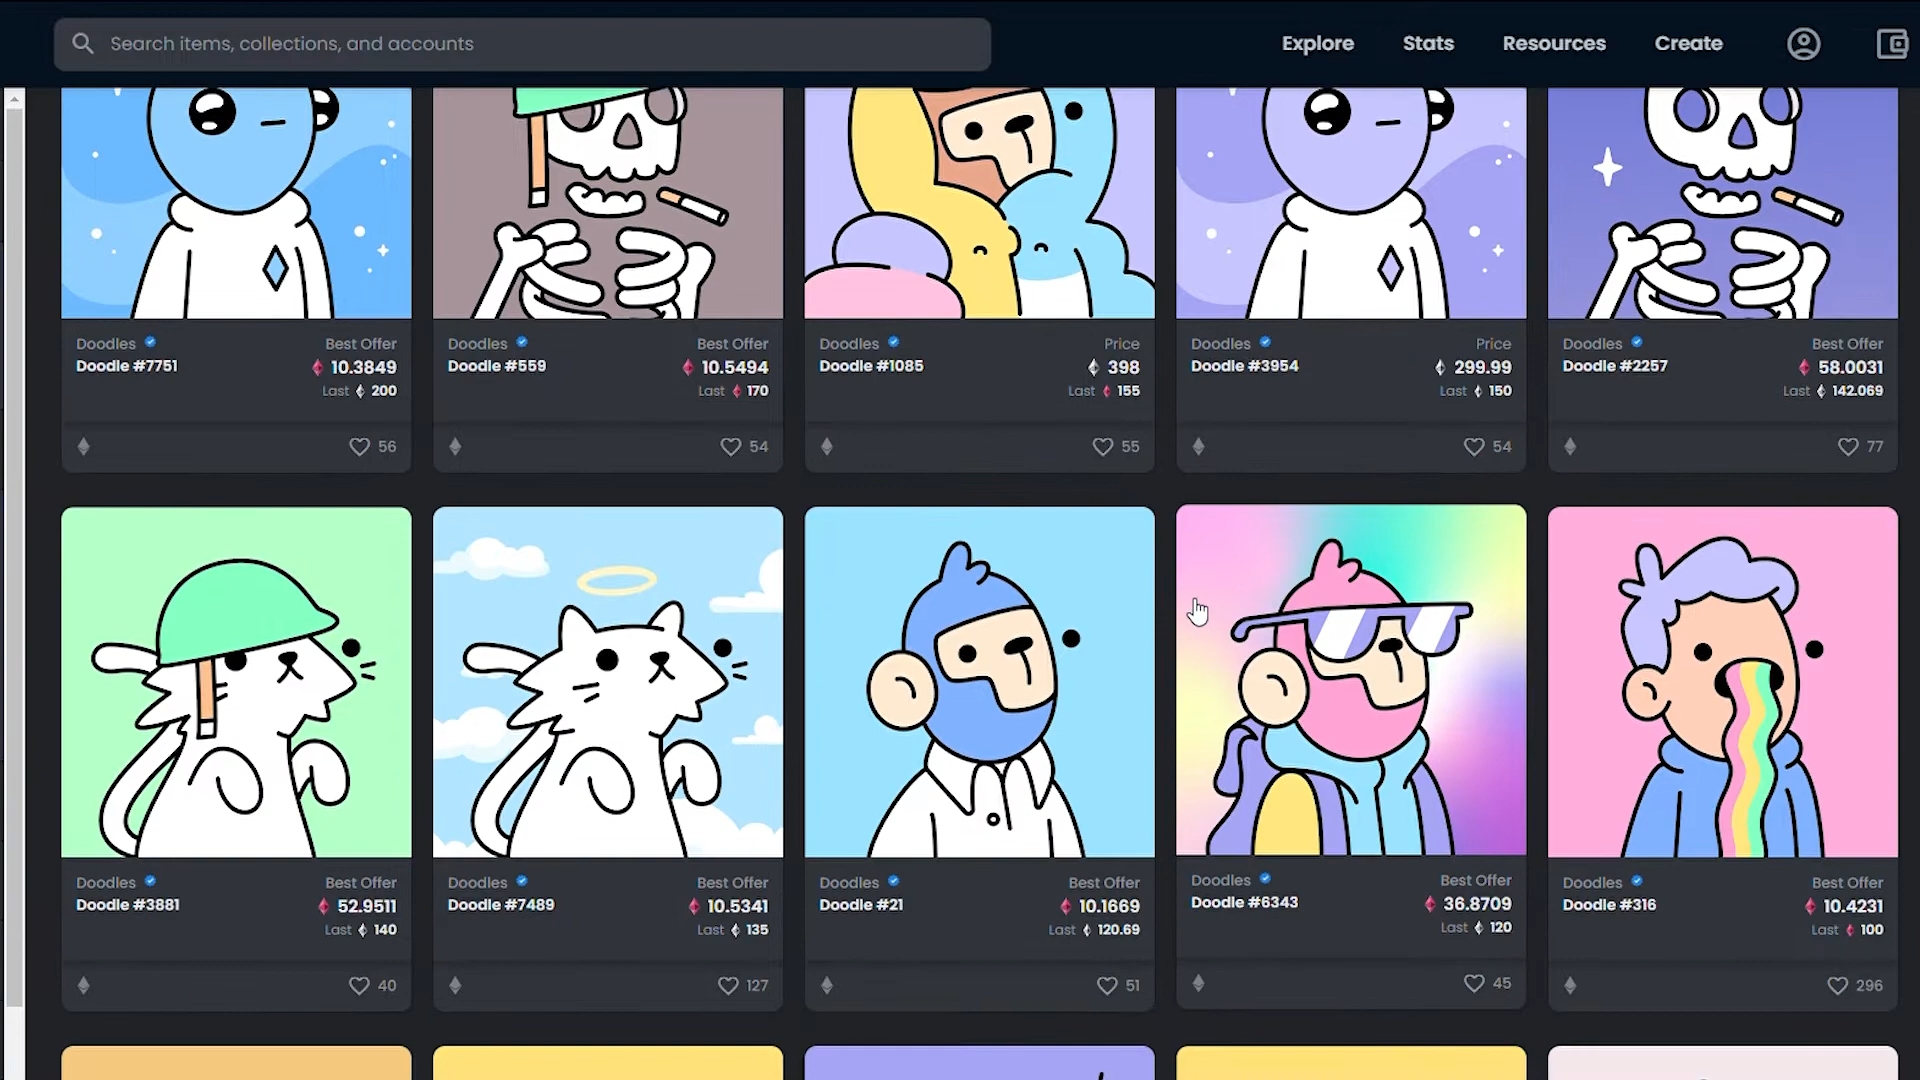 Search items, collections, and accounts
Explore Stats Resources Create
Doodles Best Offer
Doodle #7751 10.3849
Last 200
56
Doodles Best Offer
Doodle #559 10.5494
Last 170
54
Doodles Price
Doodle #1085 398
Last 155
55
Doodles Price
Doodle #3954 299.99
Last 150
54
Doodles Best Offer
Doodle #2257 58.0031
Last 142.069
77
Doodles Best Offer
Doodle #3881 52.9511
Last 140
40
Doodles Best Offer
Doodle #7489 10.5341
Last 135
127
Doodles Best Offer
Doodle #21 10.1669
Last 120.69
51
Doodles Best Offer
Doodle #6343 36.8709
Last 120
45
Doodles Best Offer
Doodle #316 10.4231
Last 100
296